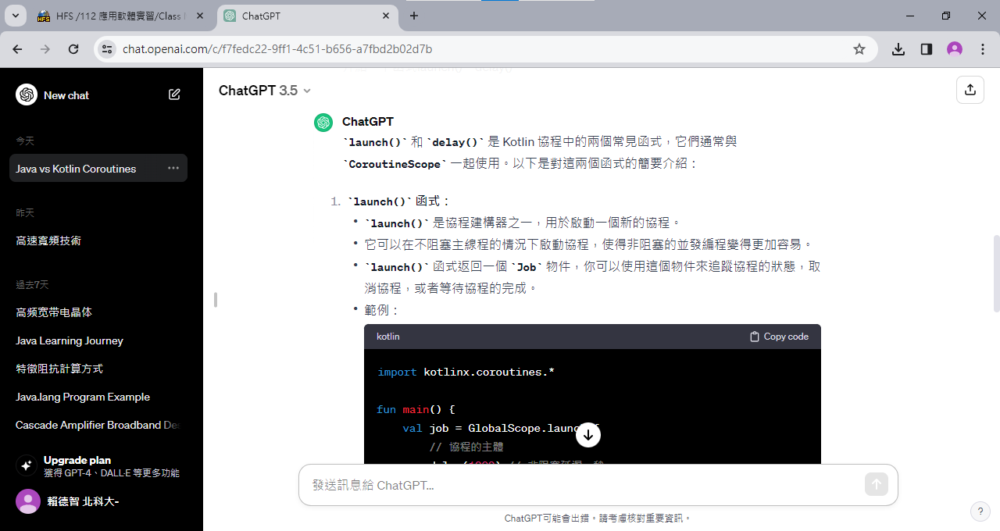 HFS /112 應用軟體實習/Class
ChatGPT
chat.openai.com/c/f7fedc22-9ff1-4c51-b656-a7fbd2b02d7b
New chat
今天
Java vs Kotlin Coroutines
昨天
高速寬頻技術
過去7天
高频宽带电晶体
Java Learning Journey
特徵阻抗計算方式
Java.lang Program Example
Cascade Amplifier Broadband
Upgrade plan
獲得 GPT-4、DALL·E 等更多功能
賴德智 北科大-
ChatGPT 3.5
ChatGPT
`launch()` 和 `delay()` 是 Kotlin 協程中的兩個常見函式，它們通常與
`CoroutineScope` 一起使用。以下是對這兩個函式的簡要介紹：
1. `launch()` 函式：
• `launch()` 是協程建構器之一，用於啟動一個新的協程。
• 它可以在不阻塞主線程的情況下啟動協程，使得非阻塞的並發編程變得更加容易。
• `launch()` 函式返回一個 `Job` 物件，你可以使用這個物件來追蹤協程的狀態，取
消協程，或者等待協程的完成。
• 範例：
kotlin
Copy code
import kotlinx.coroutines.*
fun main() {
val job = GlobalScope.launch {
// 協程的主體
發送訊息給 ChatGPT...
ChatGPT可能會出錯。請考慮核對重要資訊。
?